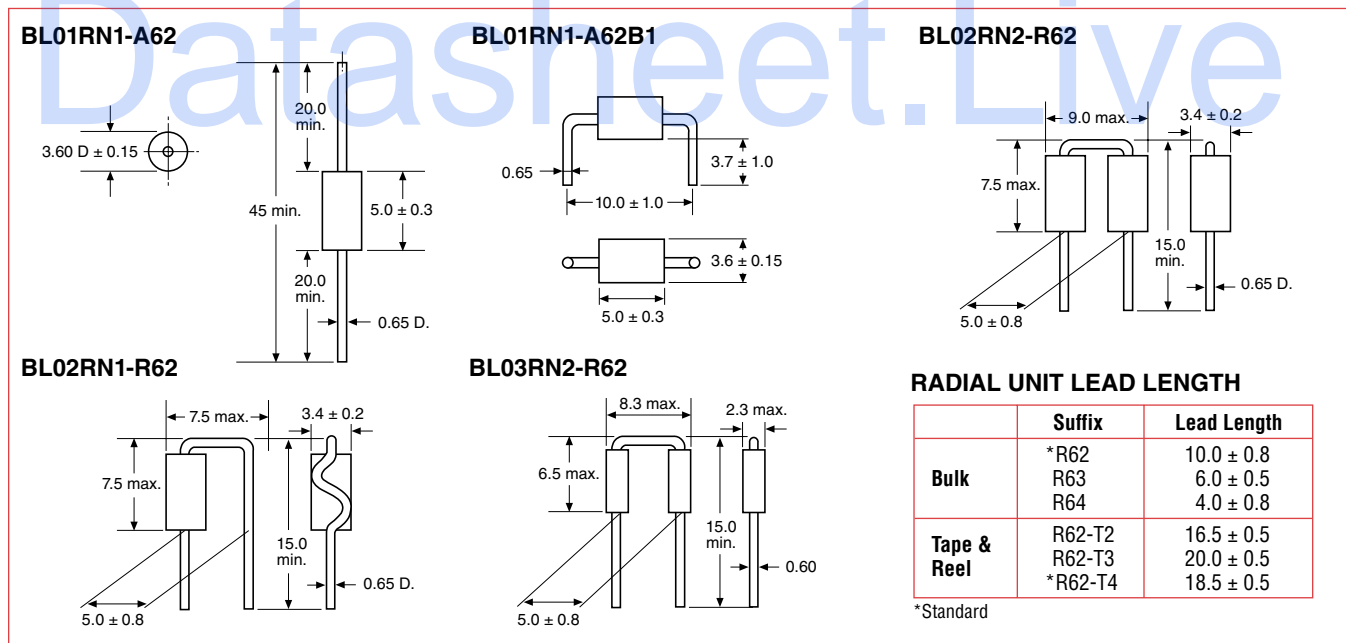 Datasheet.Live
BL01RN1-A62
3.60 D ± 0.15
45 min.
20.0
min.
5.0 ± 0.3
20.0
min.
0.65 D.
BL01RN1-A62B1
0.65
3.7 ± 1.0
10.0 ± 1.0
3.6 ± 0.15
5.0 ± 0.3
BL02RN2-R62
9.0 max.
3.4 ± 0.2
7.5 max.
15.0
min.
0.65 D.
5.0 ± 0.8
BL02RN1-R62
7.5 max.
3.4 ± 0.2
7.5 max.
15.0
min.
0.65 D.
5.0 ± 0.8
BL03RN2-R62
8.3 max.
2.3 max.
6.5 max.
15.0
min.
0.60
5.0 ± 0.8
RADIAL UNIT LEAD LENGTH
Suffix Lead Length
Bulk
*R62 10.0 ± 0.8
R63 6.0 ± 0.5
R64 4.0 ± 0.8
Tape &
Reel
R62-T2 16.5 ± 0.5
R62-T3 20.0 ± 0.5
*R62-T4 18.5 ± 0.5
*Standard